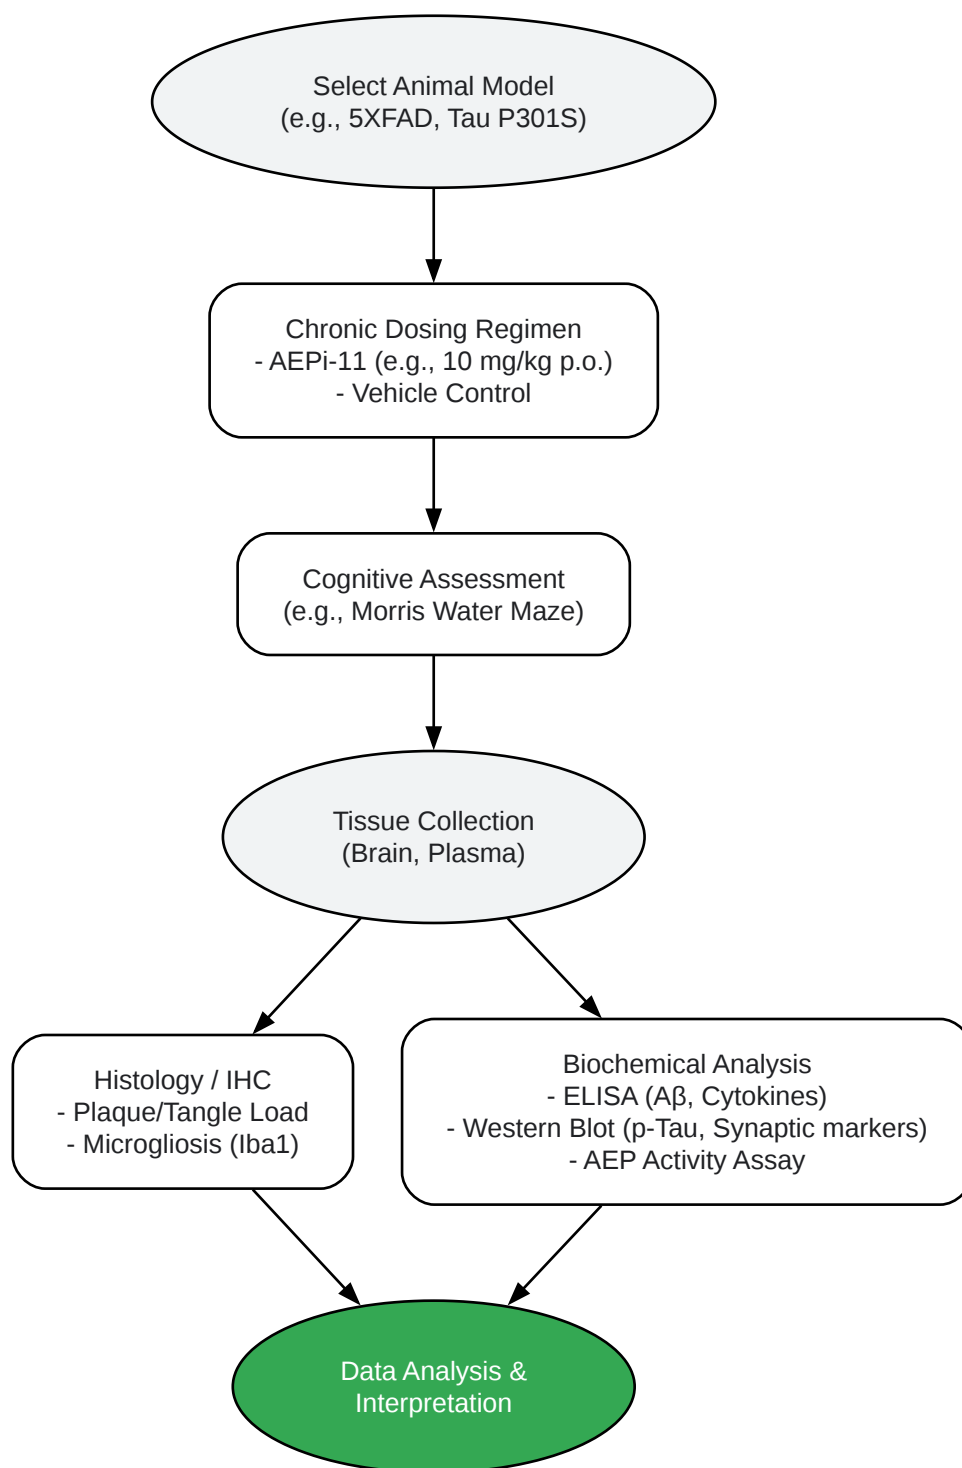 Select Animal Model
(e.g., 5XFAD, Tau P301S)
Chronic Dosing Regimen
- AEPi-11 (e.g., 10 mg/kg p.o.)
- Vehicle Control
Cognitive Assessment
(e.g., Morris Water Maze)
Tissue Collection
(Brain, Plasma)
Histology / IHC
- Plaque/Tangle Load
- Microgliosis (Iba1)
Biochemical Analysis
- ELISA (Aβ, Cytokines)
- Western Blot (p-Tau, Synaptic markers)
- AEP Activity Assay
Data Analysis &
Interpretation